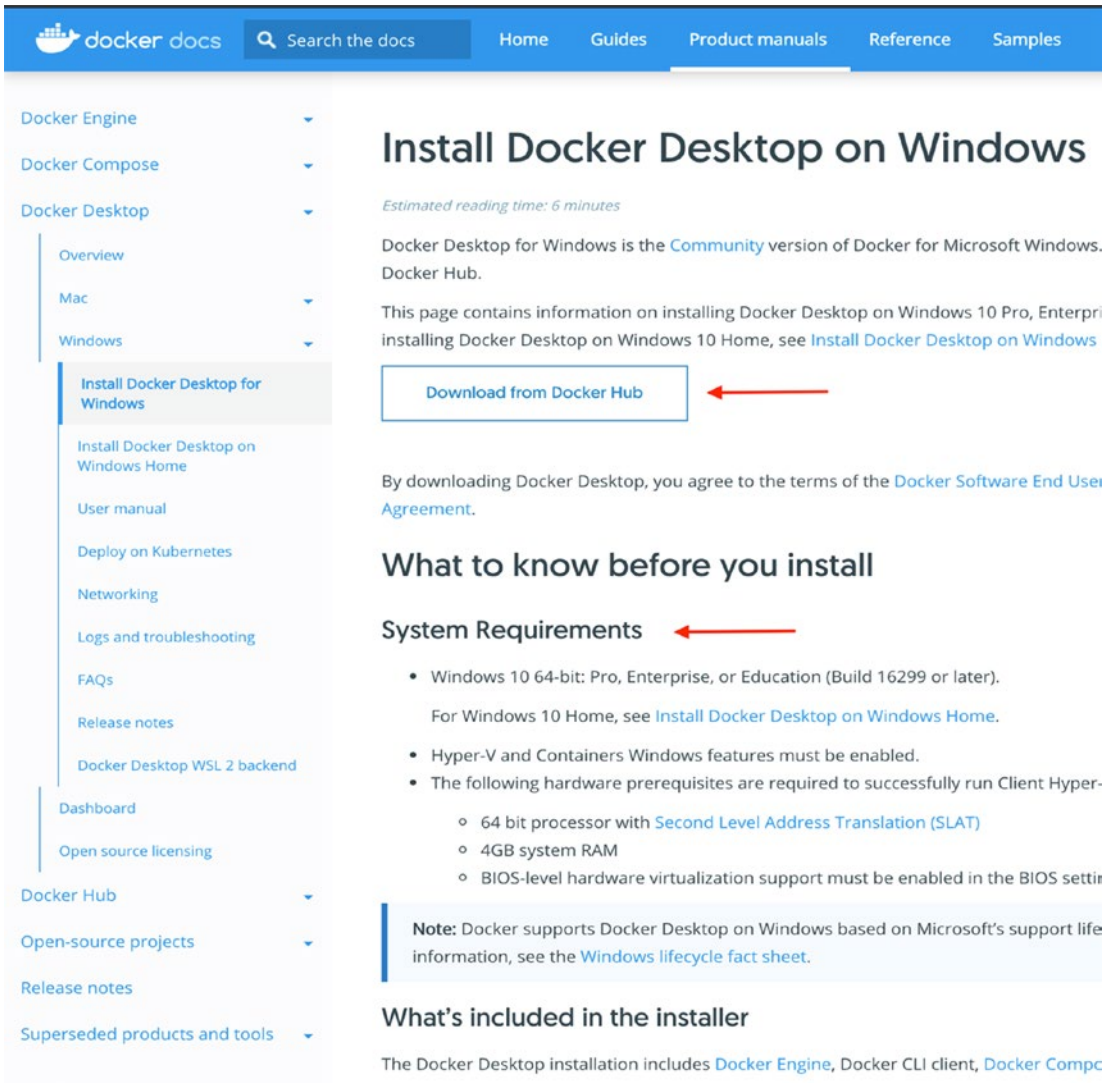 docker docs
Search the docs
Home
Guides
Product manuals
Reference
Samples
Docker Engine
Docker Compose
Docker Desktop
Overview
Mac
Windows
Install Docker Desktop for
Windows
Install Docker Desktop on
Windows Home
User manual
Deploy on Kubernetes
Networking
Logs and troubleshooting
FAQs
Release notes
Docker Desktop WSL 2 backend
Dashboard
Open source licensing
Docker Hub
Open-source projects
Release notes
Superseded products and tools
Install Docker Desktop on Windows
Estimated reading time: 6 minutes
Docker Desktop for Windows is the Community version of Docker for Microsoft Windows.
Docker Hub.
This page contains information on installing Docker Desktop on Windows 10 Pro, Enterpri
installing Docker Desktop on Windows 10 Home, see Install Docker Desktop on Windows
Download from Docker Hub
By downloading Docker Desktop, you agree to the terms of the Docker Software End User
Agreement.
What to know before you install
System Requirements
• Windows 10 64-bit: Pro, Enterprise, or Education (Build 16299 or later).
For Windows 10 Home, see Install Docker Desktop on Windows Home.
• Hyper-V and Containers Windows features must be enabled.
• The following hardware prerequisites are required to successfully run Client Hyper-
◦ 64 bit processor with Second Level Address Translation (SLAT)
◦ 4GB system RAM
◦ BIOS-level hardware virtualization support must be enabled in the BIOS settin
Note: Docker supports Docker Desktop on Windows based on Microsoft's support life
information, see the Windows lifecycle fact sheet.
What's included in the installer
The Docker Desktop installation includes Docker Engine, Docker CLI client, Docker Compo